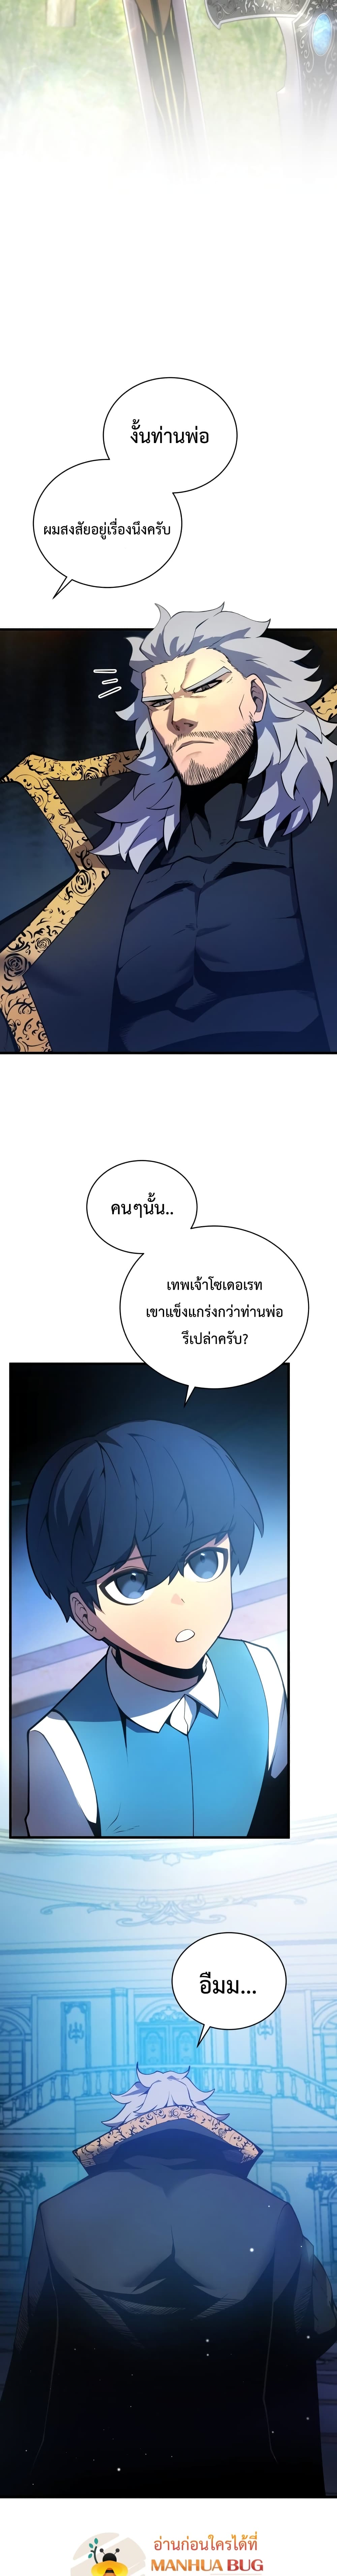 งั้นท่านพ่อ
ผมสงสัยอยู่เรื่องนึงครับ
คนๆนั้น..
เทพเจ้าโซเดอเรท
เขาแข็งแกร่งกว่าท่านพ่อ
รึเปล่าครับ?
อืมม...
อ่านก่อนใครได้ที่
MANHUA BUG